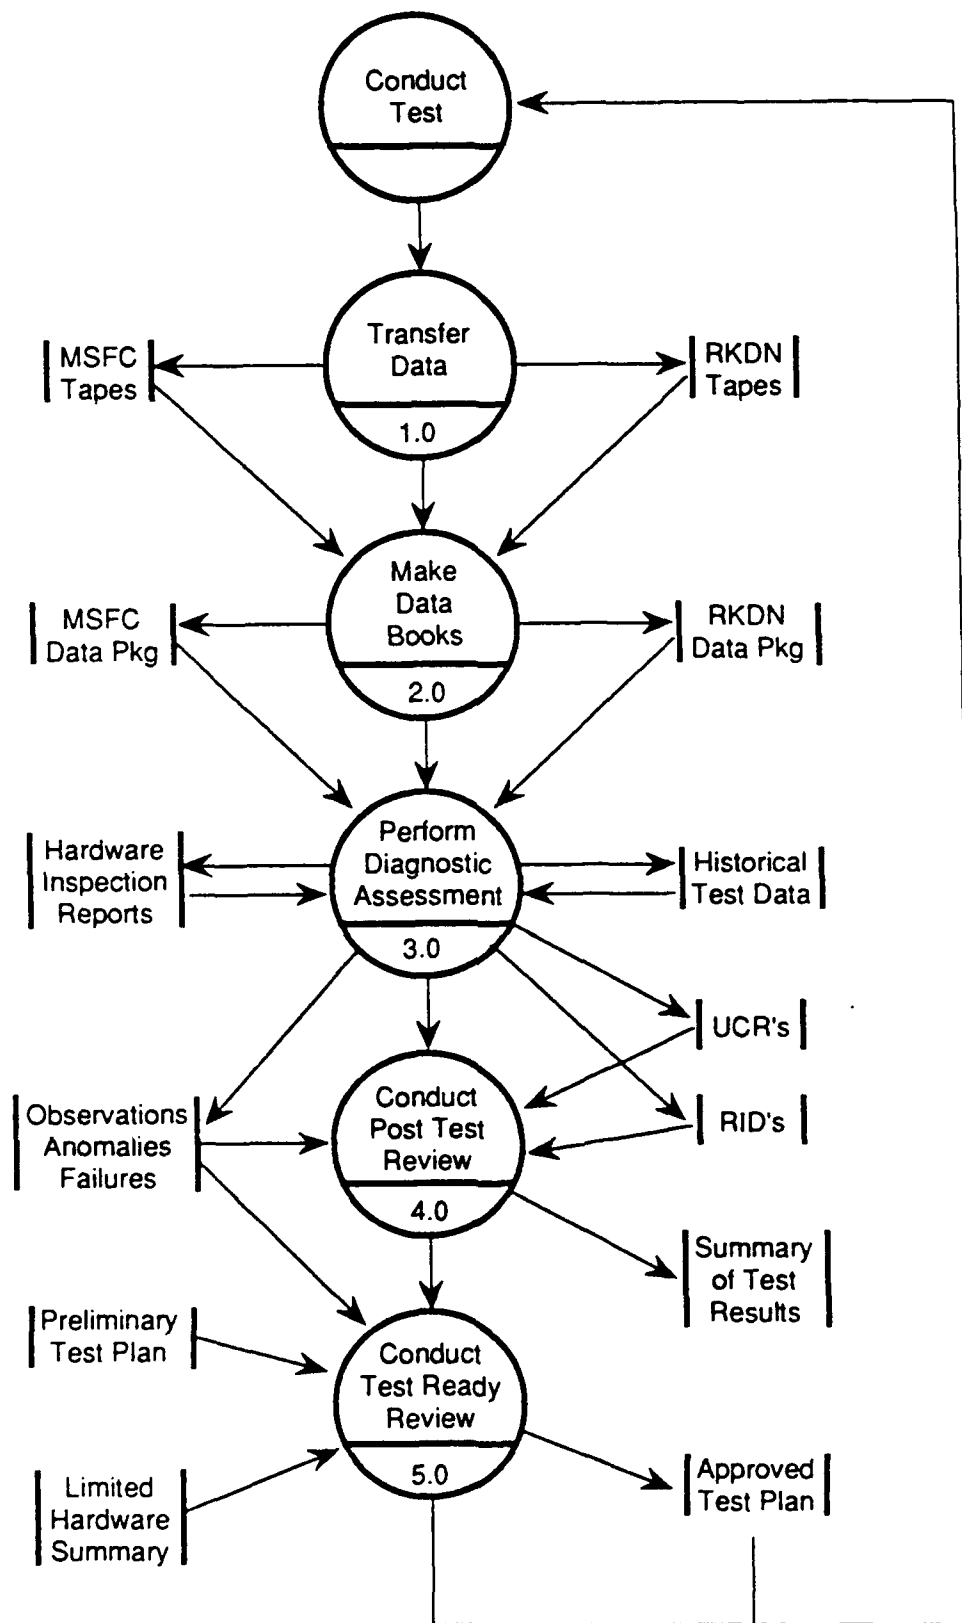 Conduct
Test
Transfer
Data
1.0
MSFC
Tapes
RKDN
Tapes
Make
Data
Books
2.0
MSFC
Data Pkg
RKDN
Data Pkg
Perform
Diagnostic
Assessment
3.0
Hardware
Inspection
Reports
Historical
Test Data
UCR's
RID's
Observations
Anomalies
Failures
Conduct
Post Test
Review
4.0
Summary
of Test
Results
Preliminary
Test Plan
Conduct
Test Ready
Review
5.0
Limited
Hardware
Summary
Approved
Test Plan